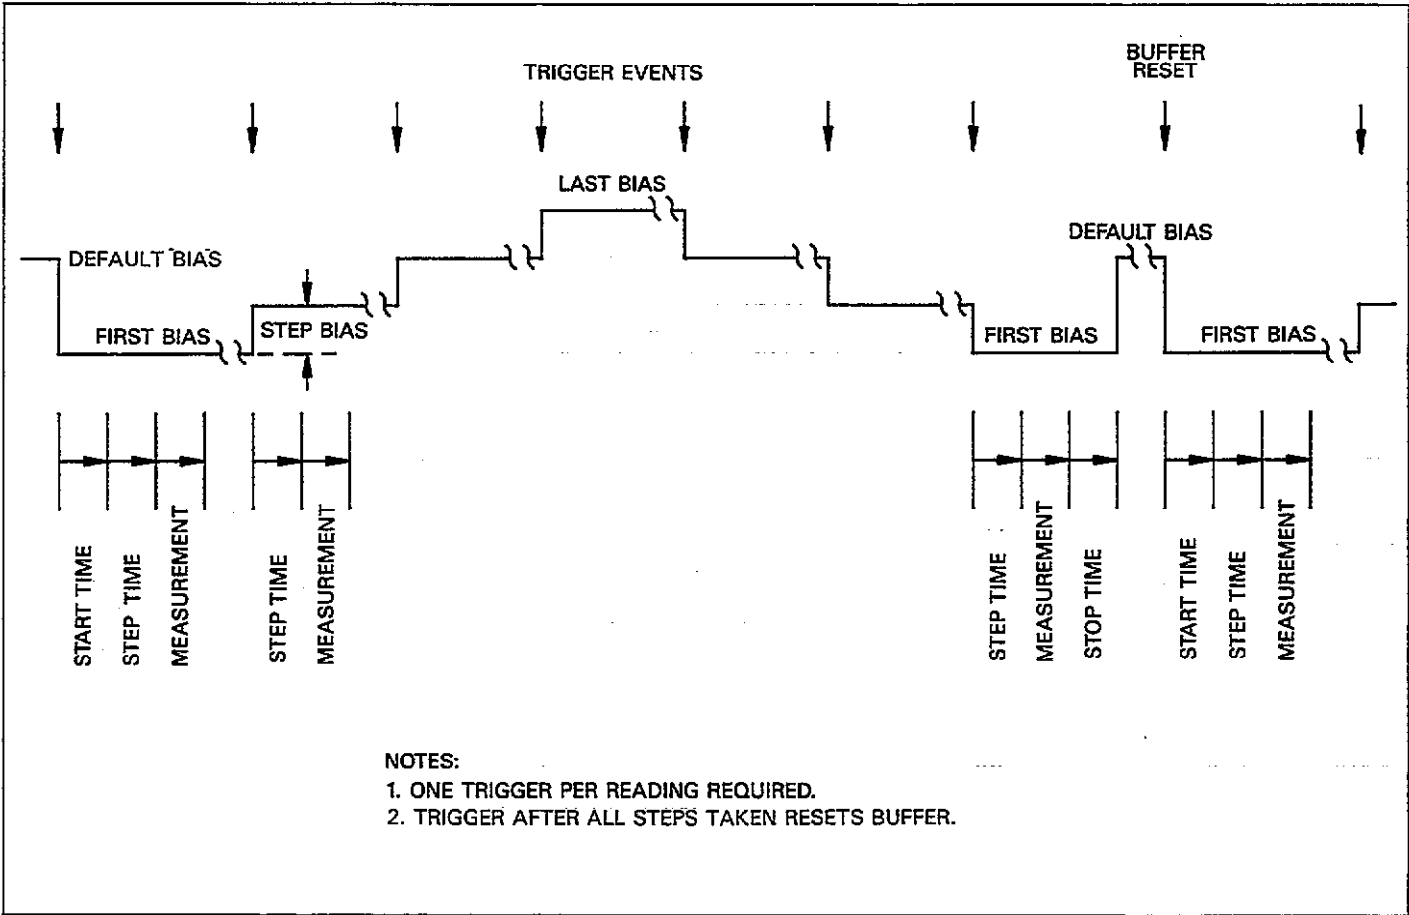 TRIGGER EVENTS
BUFFER
RESET
LAST BIAS
DEFAULT BIAS
DEFAULT BIAS
FIRST BIAS
STEP BIAS
FIRST BIAS
FIRST BIAS
START TIME
STEP TIME
MEASUREMENT
STEP TIME
MEASUREMENT
STEP TIME
MEASUREMENT
STOP TIME
START TIME
STEP TIME
MEASUREMENT
NOTES:
1. ONE TRIGGER PER READING REQUIRED.
2. TRIGGER AFTER ALL STEPS TAKEN RESETS BUFFER.